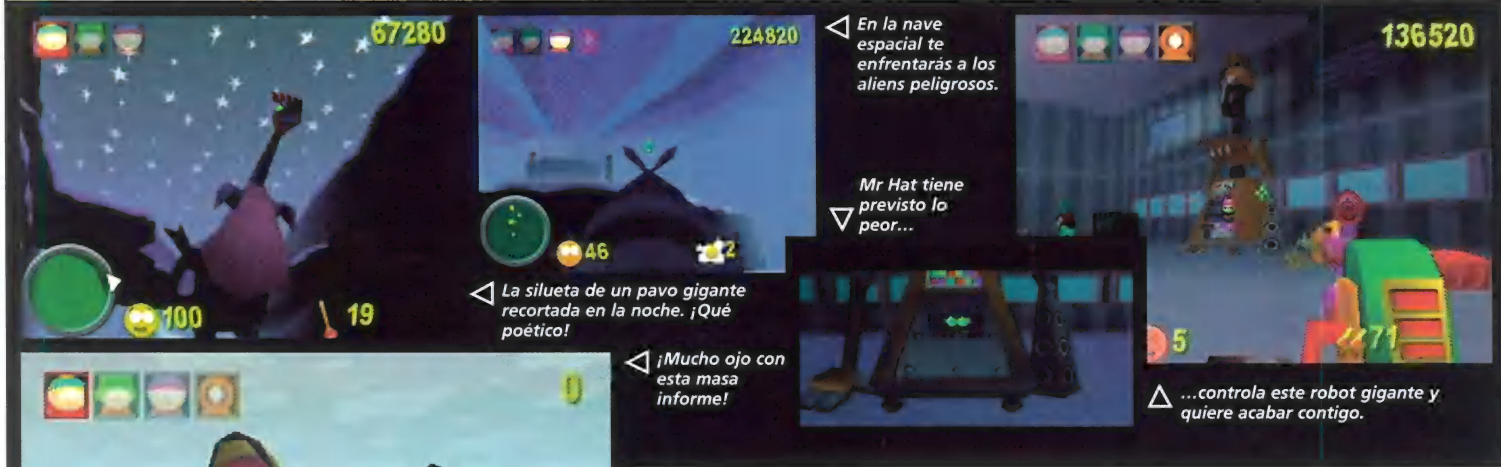 67280
100
19
224820
46
2
En la nave
espacial te
enfrentarás a los
aliens peligrosos.
La silueta de un pavo gigante
recortada en la noche. ¡Qué
poético!
Mr Hat tiene
previsto lo
peor...
136520
5
71
...controla este robot gigante y
quiere acabar contigo.
0
¡Mucho ojo con
esta masa
informe!